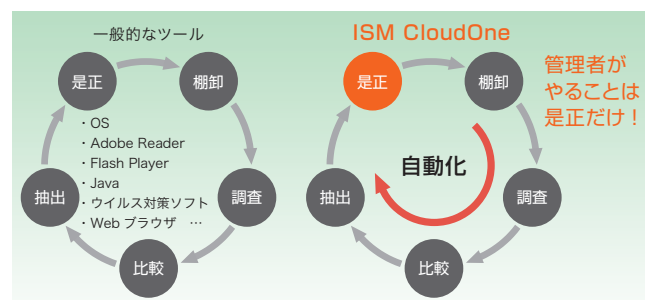 一般的なツール
是正
棚卸
調査
比較
抽出
・OS
・Adobe Reader
・Flash Player
・Java
・ウイルス対策ソフト
・Web ブラウザ　…
ISM CloudOne
是正
棚卸
調査
比較
抽出
自動化
管理者が
やることは
是正だけ！